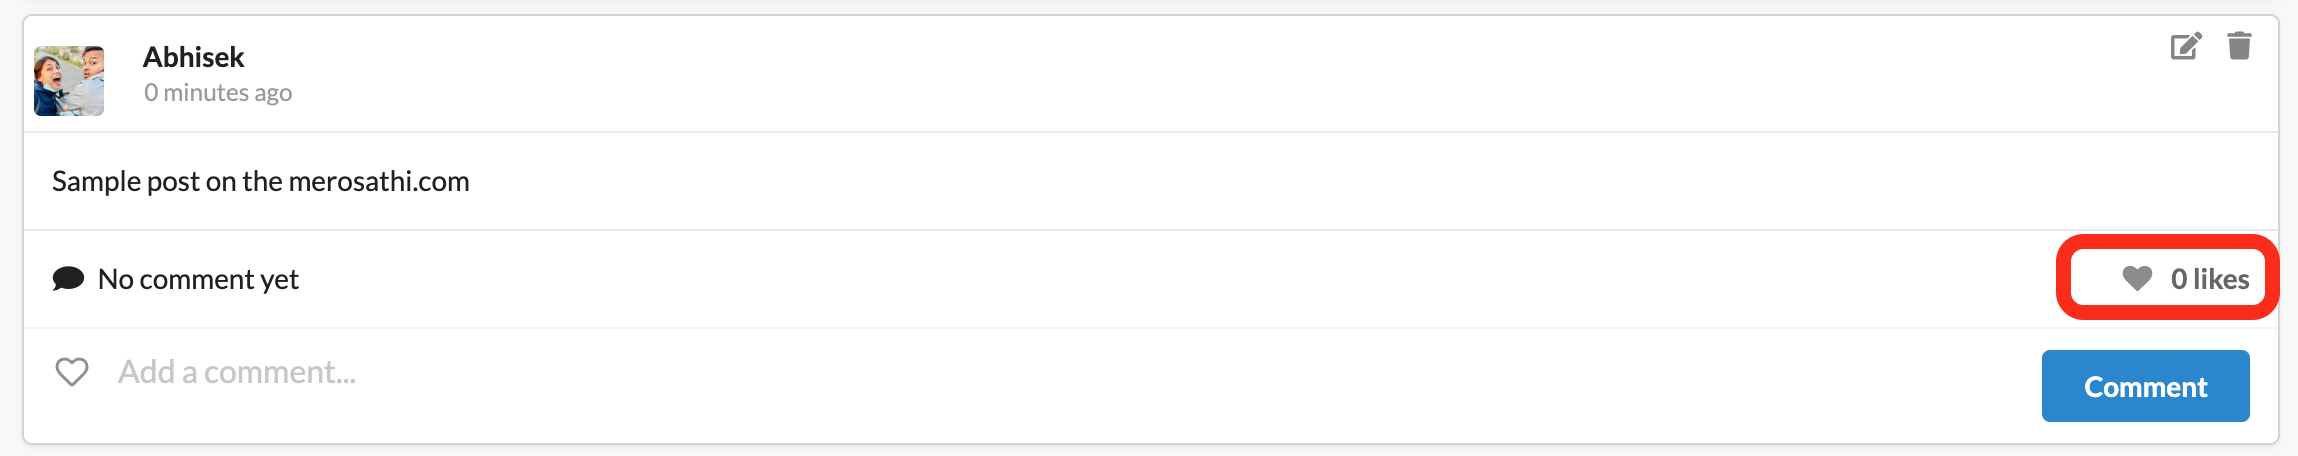 Abhisek
0 minutes ago
Sample post on the merosathi.com
No comment yet
0 likes
Add a comment...
Comment